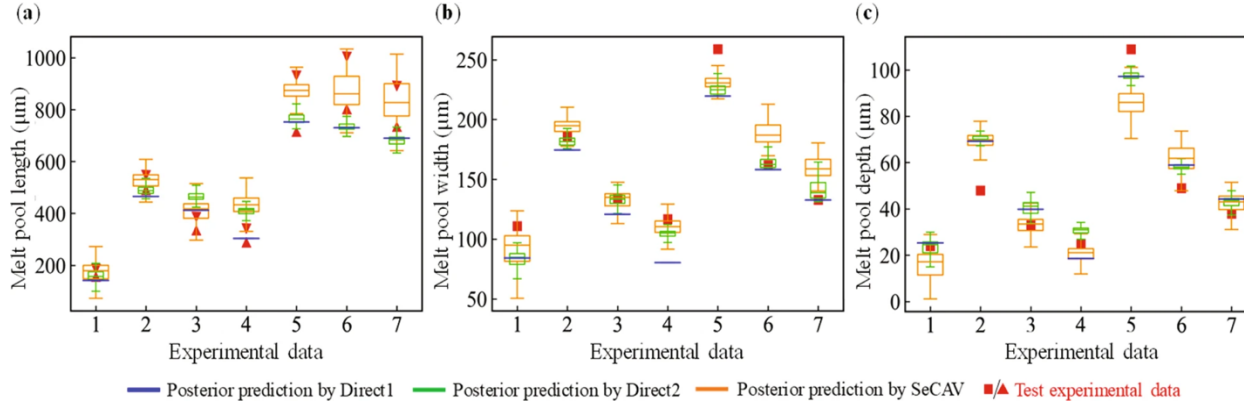 (a)
1000
800
600
400
200
Melt pool length (µm)
1 2 3 4 5 6 7
Experimental data
(b)
250
200
150
100
50
Melt pool width (µm)
1 2 3 4 5 6 7
Experimental data
(c)
100
80
60
40
20
0
Melt pool depth (µm)
1 2 3 4 5 6 7
Experimental data
Posterior prediction by Direct1 Posterior prediction by Direct2 Posterior prediction by SeCAV / Test experimental data